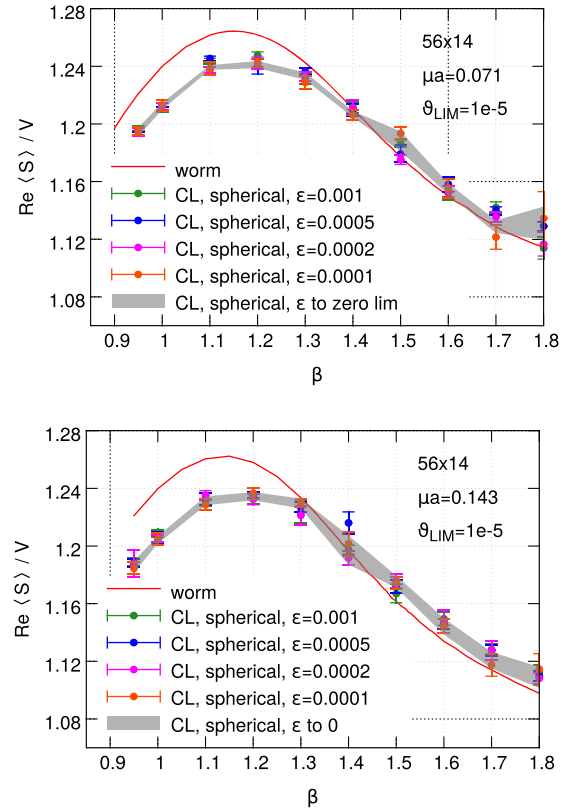 1.28
1.24
1.2
1.16
1.12
1.08
Re ⟨ S ⟩ / V
56x14
μa=0.071
ϑLIM=1e-5
worm
CL, spherical, ε=0.001
CL, spherical, ε=0.0005
CL, spherical, ε=0.0002
CL, spherical, ε=0.0001
CL, spherical, ε to zero lim
0.9 1 1.1 1.2 1.3 1.4 1.5 1.6 1.7 1.8
β
1.28
1.24
1.2
1.16
1.12
1.08
Re ⟨ S ⟩ / V
56x14
μa=0.143
ϑLIM=1e-5
worm
CL, spherical, ε=0.001
CL, spherical, ε=0.0005
CL, spherical, ε=0.0002
CL, spherical, ε=0.0001
CL, spherical, ε to 0
0.9 1 1.1 1.2 1.3 1.4 1.5 1.6 1.7 1.8
β